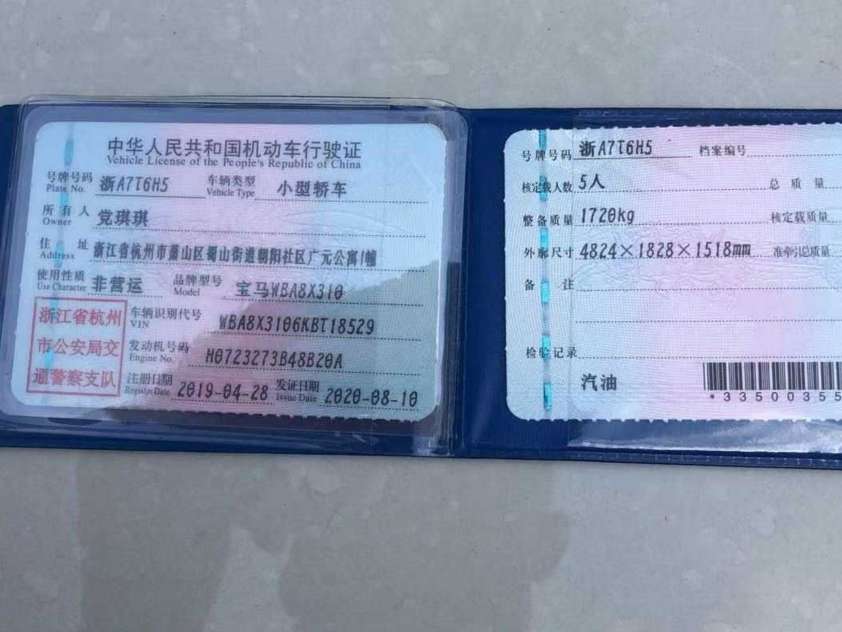 中华人民共和国机动车行驶证
Vehicle License of the People's Republic of China
号牌号码 浙A7T6H5 车辆类型 小型轿车
Plate No. Vehicle Type
所有人 党琪琪
Owner
住址 浙江省杭州市萧山区蜀山街道朝阳社区广元公寓1幢
Address
使用性质 非营运 品牌型号 宝马WBA8X310
Use Character Model
浙江省杭州
市公安局交
通警察支队
车辆识别代号 WBA8X3106KBT18529
VIN
发动机号码 H0723273B48B20A
Engine No.
注册日期 2019-04-28 发证日期 2020-08-10
Register Date Issue Date
号牌号码 浙A7T6H5 档案编号
核定载人数 5人 总质量
整备质量 1720kg 核定载质量
外廓尺寸 4824×1828×1518mm 准牵引总质量
备注
检验记录
汽油
*33500355